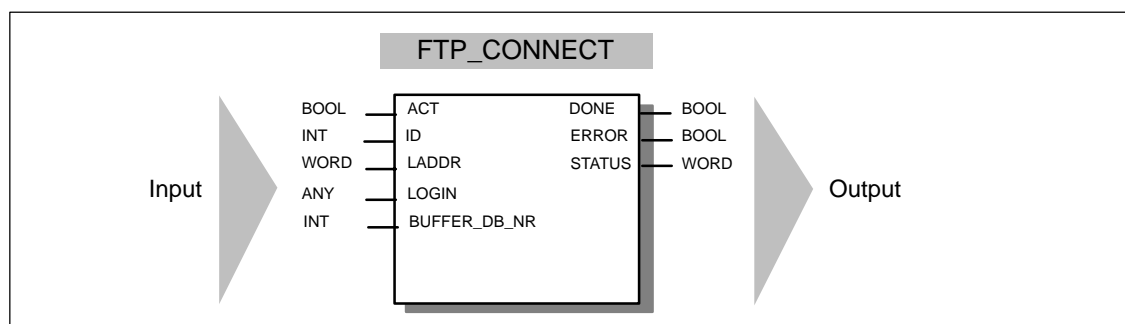 FTP_CONNECT
BOOL ACT DONE BOOL
INT ID ERROR BOOL
WORD LADDR STATUS WORD
Input ANY LOGIN Output
INT BUFFER_DB_NR